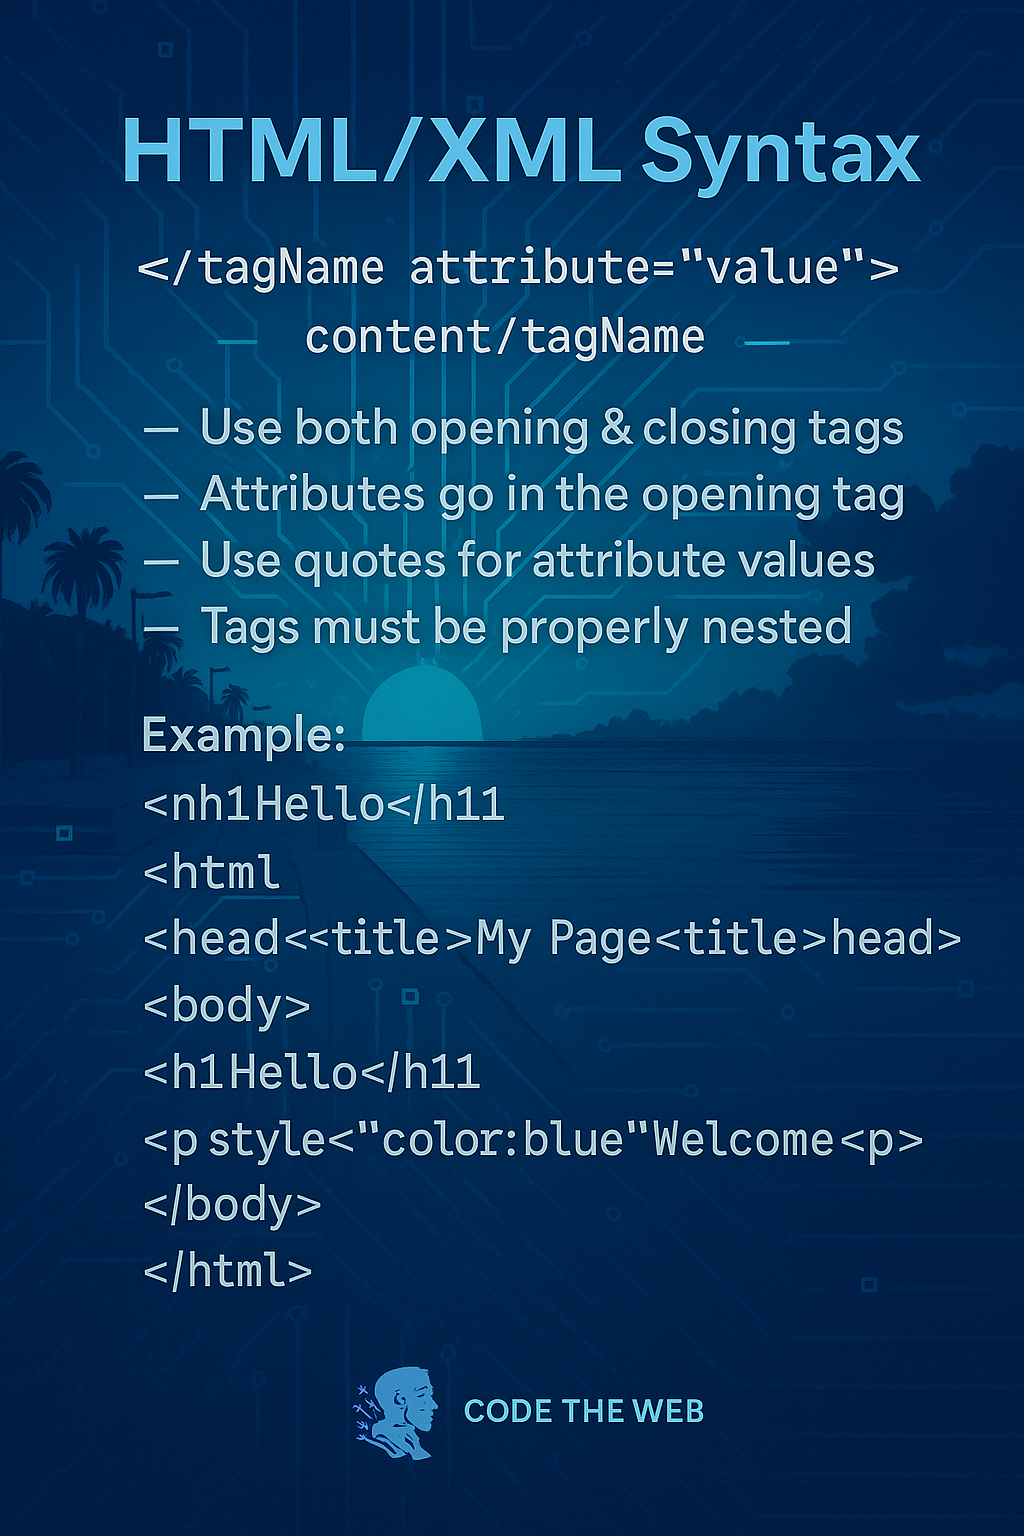 HTML/XML Syntax
</tagName attribute="value">
content/tagName
— Use both opening & closing tags
— Attributes go in the opening tag
— Use quotes for attribute values
— Tags must be properly nested
Example:
<nh1Hello</h11
<html
<head<<title>My Page<title>head>
<body>
<h1Hello</h11
<p style<"color:blue"Welcome<p>
</body>
</html>
CODE THE WEB